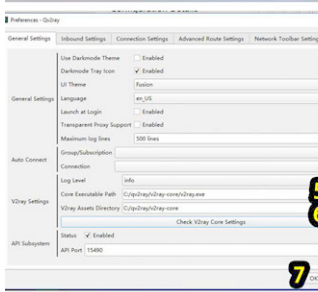 Preferences - Qv2ray
General Settings Inbound Settings Connection Settings Advanced Route Settings Network Toolbar Setting
Use Darkmode Theme Enabled
Darkmode Tray Icon Enabled
UI Theme Fusion
General Settings Language en_US
Launch at Login Enabled
Transparent Proxy Support Enabled
Maximum log lines 500 lines
Group/Subscription
Auto Connect
Connection
Log Level info
5
Core Executable Path C:/qv2ray/v2ray-core/v2ray.exe
6
V2ray Settings
V2ray Assets Directory C:/qv2ray/v2ray-core
Check V2ray Core Settings
Status Enabled
API Subsystem
API Port 15490
7 OK